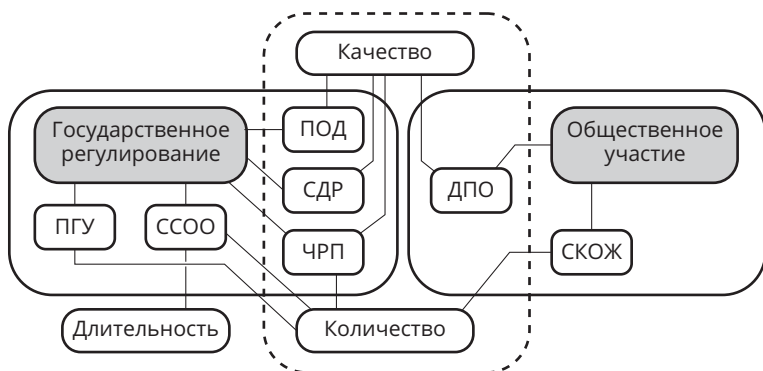 Качество
Государственное
регулирование
ПОД
Общественное
участие
СДР
ДПО
ПГУ
ССОО
ЧРП
СКОЖ
Длительность
Количество